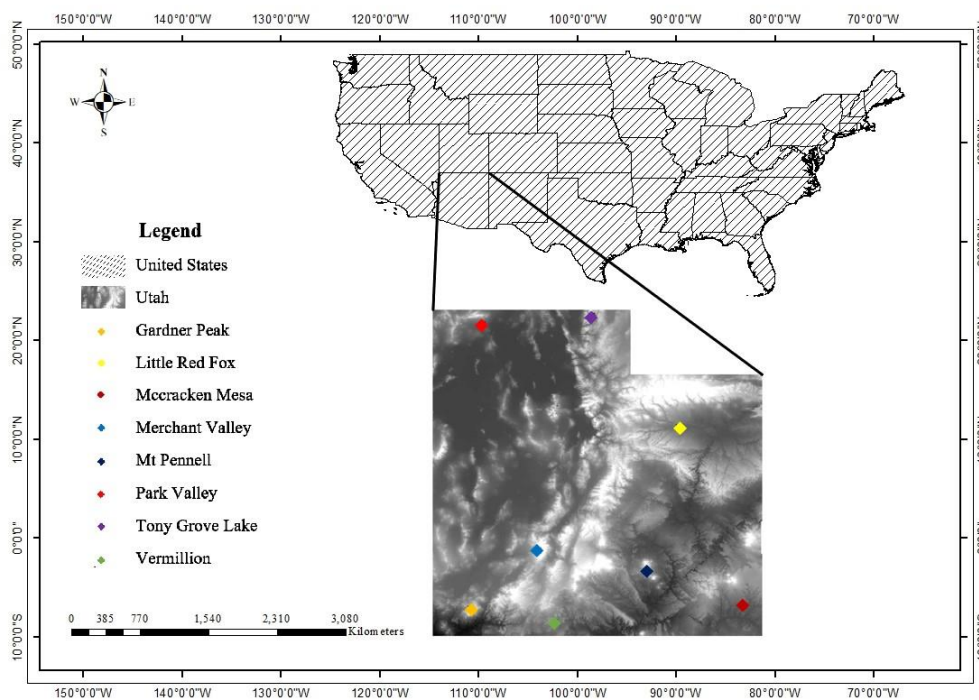 150°0'0"W 140°0'0"W 130°0'0"W 120°0'0"W 110°0'0"W 100°0'0"W 90°0'0"W 80°0'0"W 70°0'0"W
50°0'0"N
40°0'0"N
30°0'0"N
20°0'0"N
10°0'0"N
0°0'0"
10°0'0"S
N
W E
S
Legend
United States
Utah
Gardner Peak
Little Red Fox
Mccracken Mesa
Merchant Valley
Mt Pennell
Park Valley
Tony Grove Lake
Vermillion
0 385 770 1,540 2,310 3,080
Kilometers
150°0'0"W 140°0'0"W 130°0'0"W 120°0'0"W 110°0'0"W 100°0'0"W 90°0'0"W 80°0'0"W 70°0'0"W